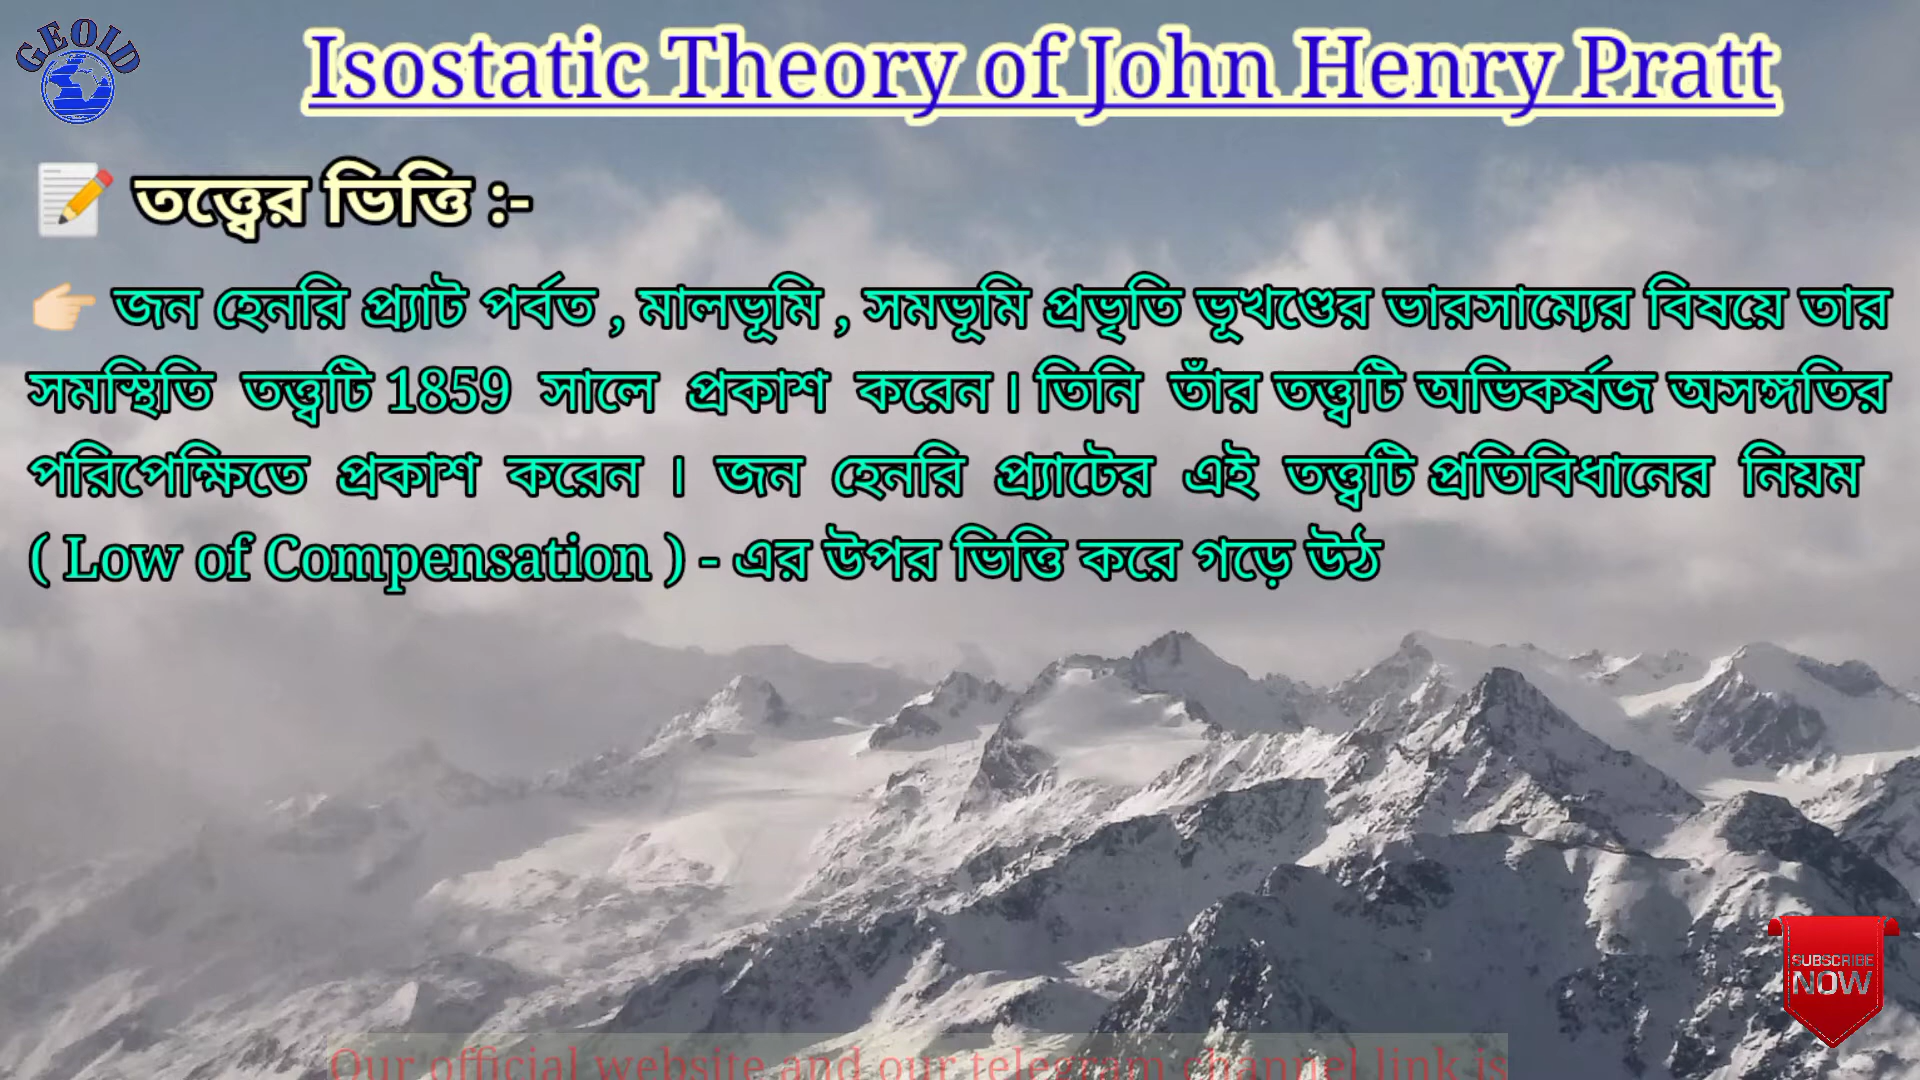 GEOID
Isostatic Theory of John Henry Pratt
📝 তত্ত্বের ভিত্তি :-
👉🏻 জন হেনরি প্র্যাট পর্বত , মালভূমি , সমভূমি প্রভৃতি ভূখণ্ডের ভারসাম্যের বিষয়ে তার
সমস্থিতি তত্ত্বটি 1859 সালে প্রকাশ করেন । তিনি তাঁর তত্ত্বটি অভিকর্ষজ অসঙ্গতির
পরিপেক্ষিতে প্রকাশ করেন । জন হেনরি প্র্যাটের এই তত্ত্বটি প্রতিবিধানের নিয়ম
( Low of Compensation ) - এর উপর ভিত্তি করে গড়ে উঠ
SUBSCRIBE
NOW
Our official website and our telegram channel link is